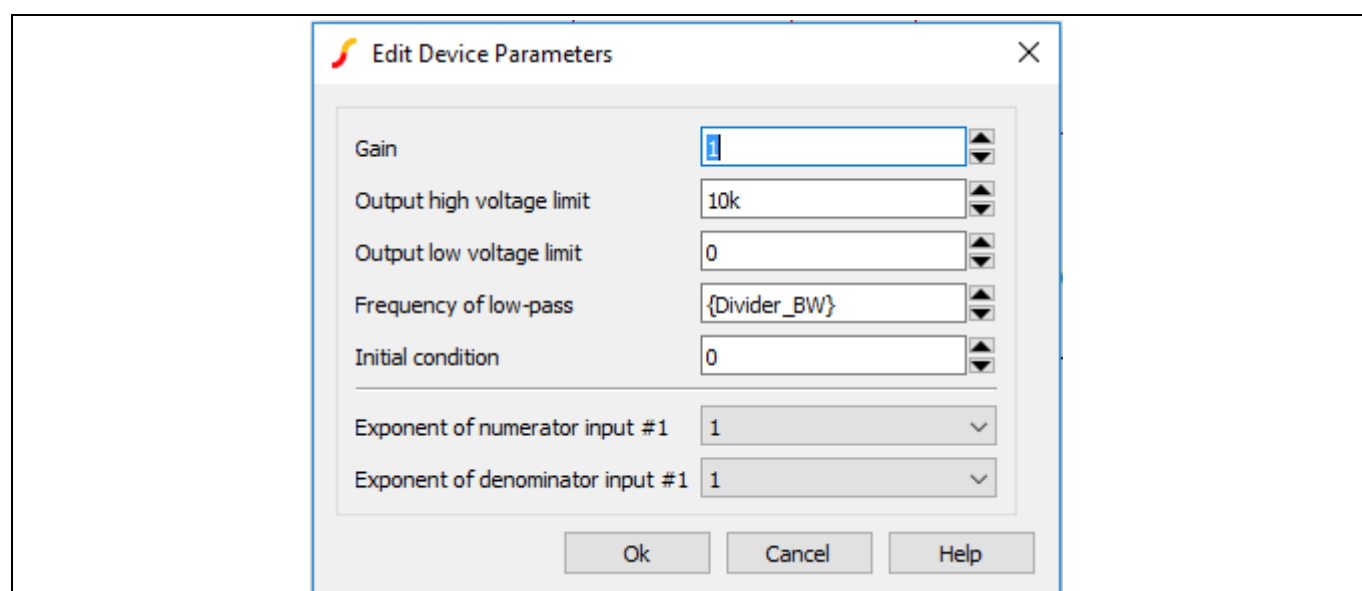 Edit Device Parameters
Gain 1
Output high voltage limit 10k
Output low voltage limit 0
Frequency of low-pass {Divider_BW}
Initial condition 0
Exponent of numerator input #1 1
Exponent of denominator input #1 1
Ok Cancel Help